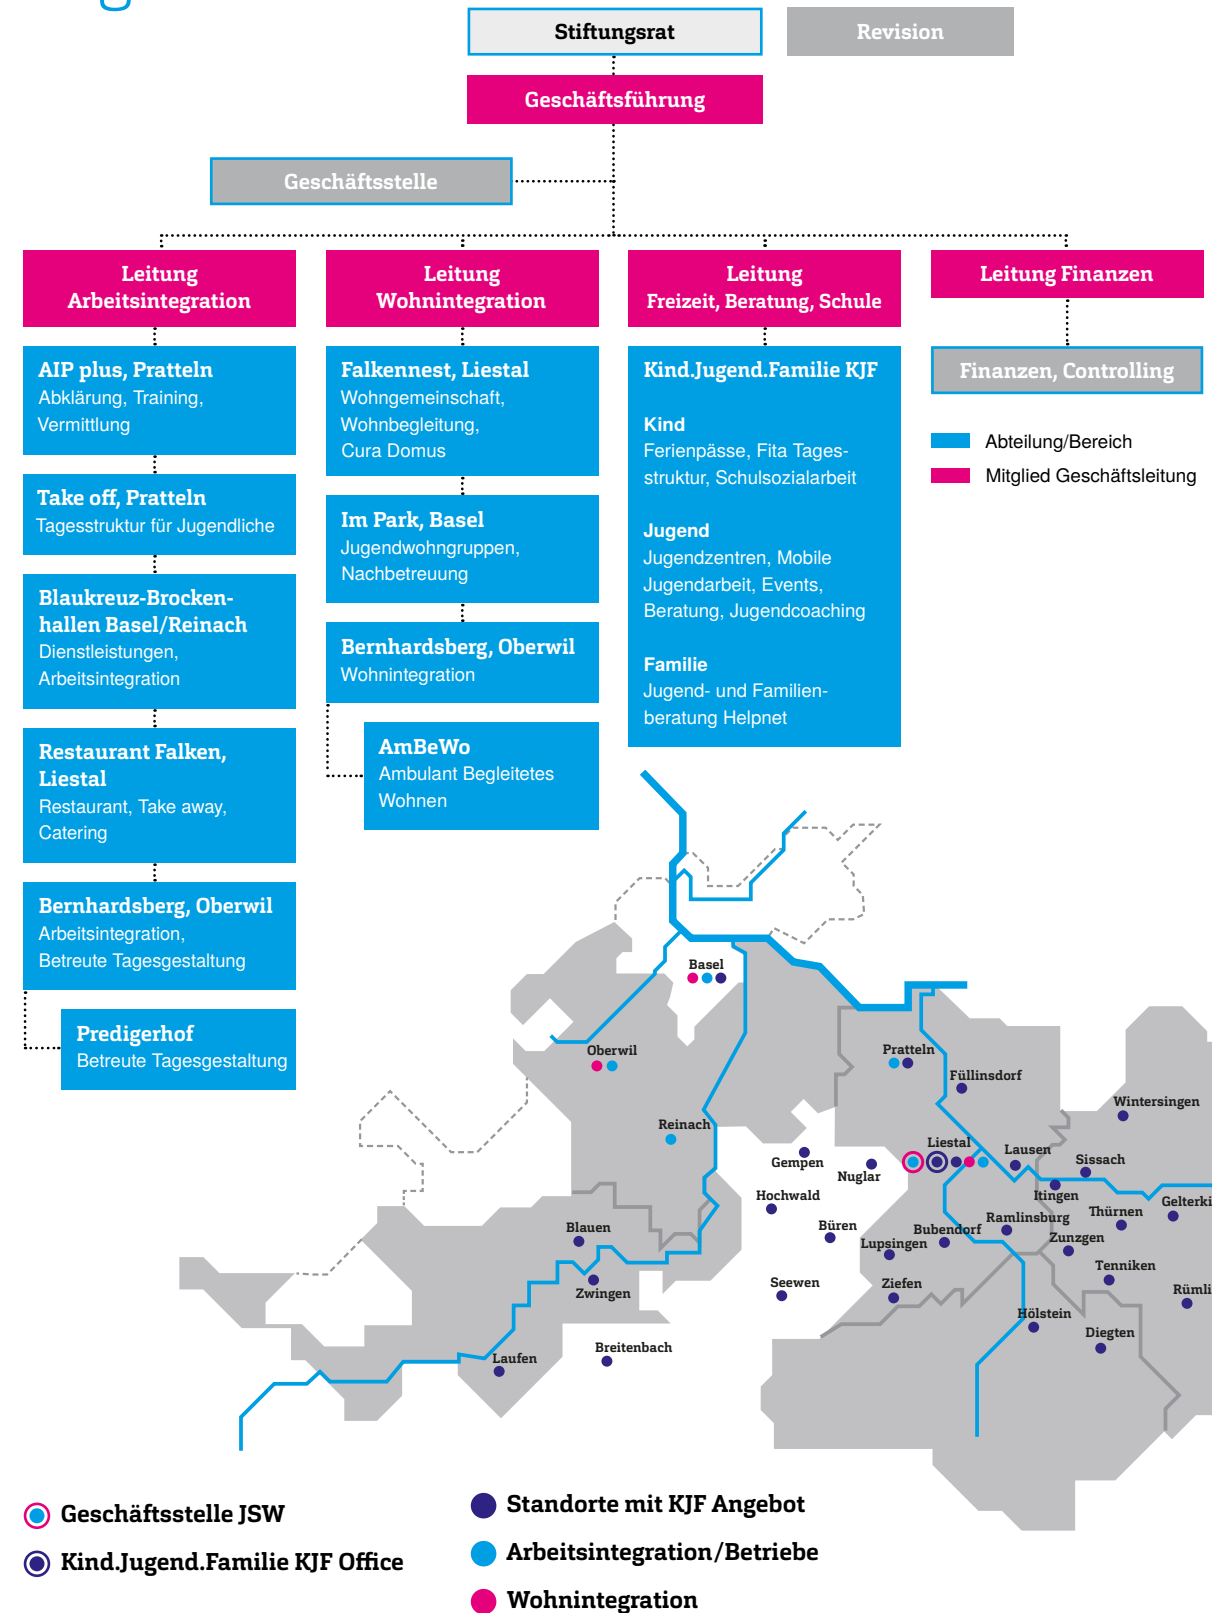 Stiftungsrat
Revision
Geschäftsführung
Geschäftsstelle
Leitung
Arbeitsintegration
Leitung
Wohnintegration
Leitung
Freizeit, Beratung, Schule
Leitung Finanzen
AIP plus, Pratteln
Abklärung, Training,
Vermittlung
Take off, Pratteln
Tagesstruktur für Jugendliche
Blaukreuz-Brocken-
hallen Basel/Reinach
Dienstleistungen,
Arbeitsintegration
Restaurant Falken,
Liestal
Restaurant, Take away,
Catering
Bernhardsberg, Oberwil
Arbeitsintegration,
Betreute Tagesgestaltung
Predigerhof
Betreute Tagesgestaltung
Falkennest, Liestal
Wohngemeinschaft,
Wohnbegleitung,
Cura Domus
Im Park, Basel
Jugendwohngruppen,
Nachbetreuung
Bernhardsberg, Oberwil
Wohnintegration
AmBeWo
Ambulant Begleitetes
Wohnen
Kind.Jugend.Familie KJF
Kind
Ferienpässe, Fita Tages-
struktur, Schulsozialarbeit
Jugend
Jugendzentren, Mobile
Jugendarbeit, Events,
Beratung, Jugendcoaching
Familie
Jugend- und Familien-
beratung Helpnet
Finanzen, Controlling
Abteilung/Bereich
Mitglied Geschäftsleitung
Basel
Oberwil
Pratteln
Füllinsdorf
Wintersingen
Reinach
Liestal
Lausen
Gempen
Nuglar
Sissach
Itingen
Hochwald
Thürnen
Gelterki
Büren
Ramlinsburg
Bubendorf
Blauen
Lupsingen
Zunzgen
Tenniken
Zwingen
Seewen
Ziefen
Rümli
Hölstein
Diegten
Breitenbach
Laufen
Geschäftsstelle JSW
Kind.Jugend.Familie KJF Office
Standorte mit KJF Angebot
Arbeitsintegration/Betriebe
Wohnintegration